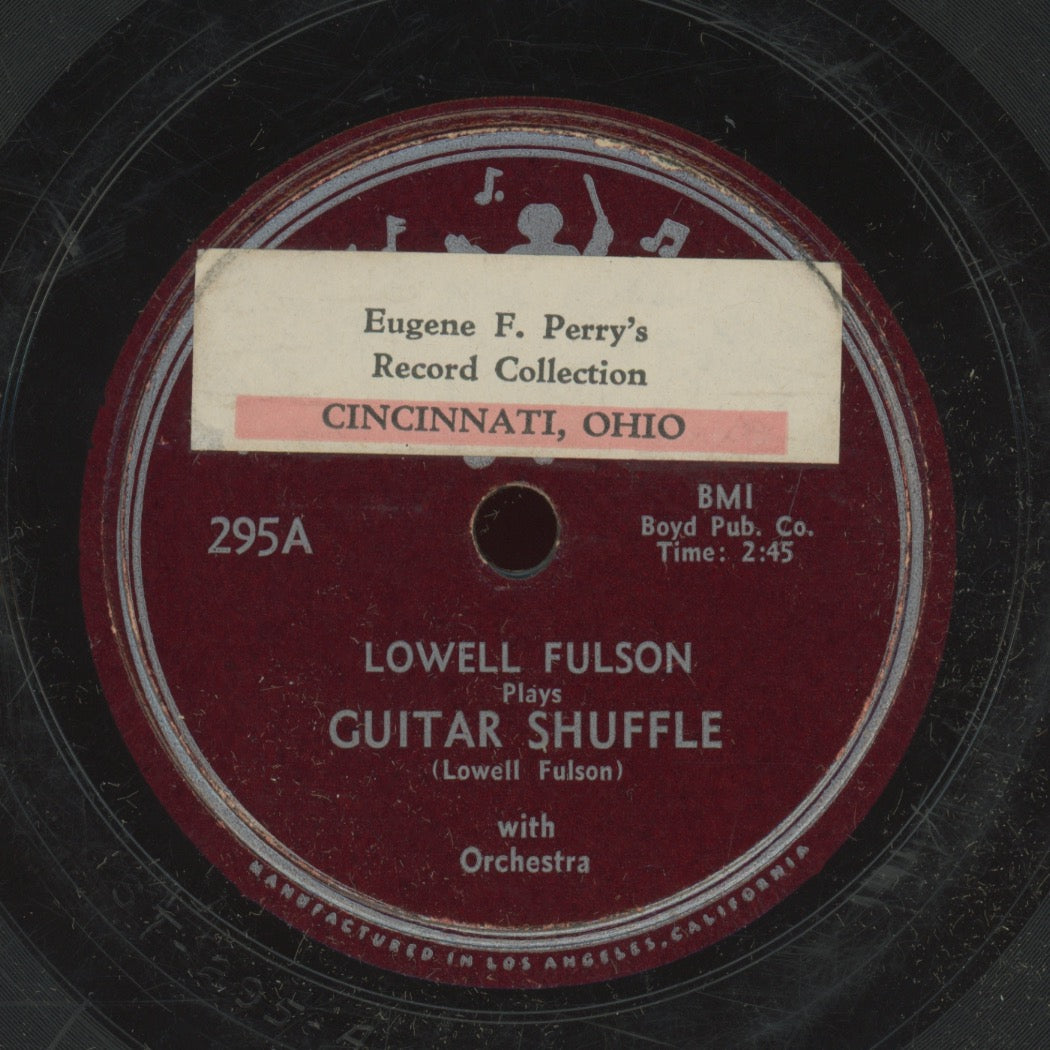 Eugene F. Perry's
Record Collection
CINCINNATI, OHIO
295A
BMI
Boyd Pub. Co.
Time: 2:45
LOWELL FULSON
Plays
GUITAR SHUFFLE
(Lowell Fulson)
with
Orchestra
MANUFACTURED IN LOS ANGELES, CALIFORNIA